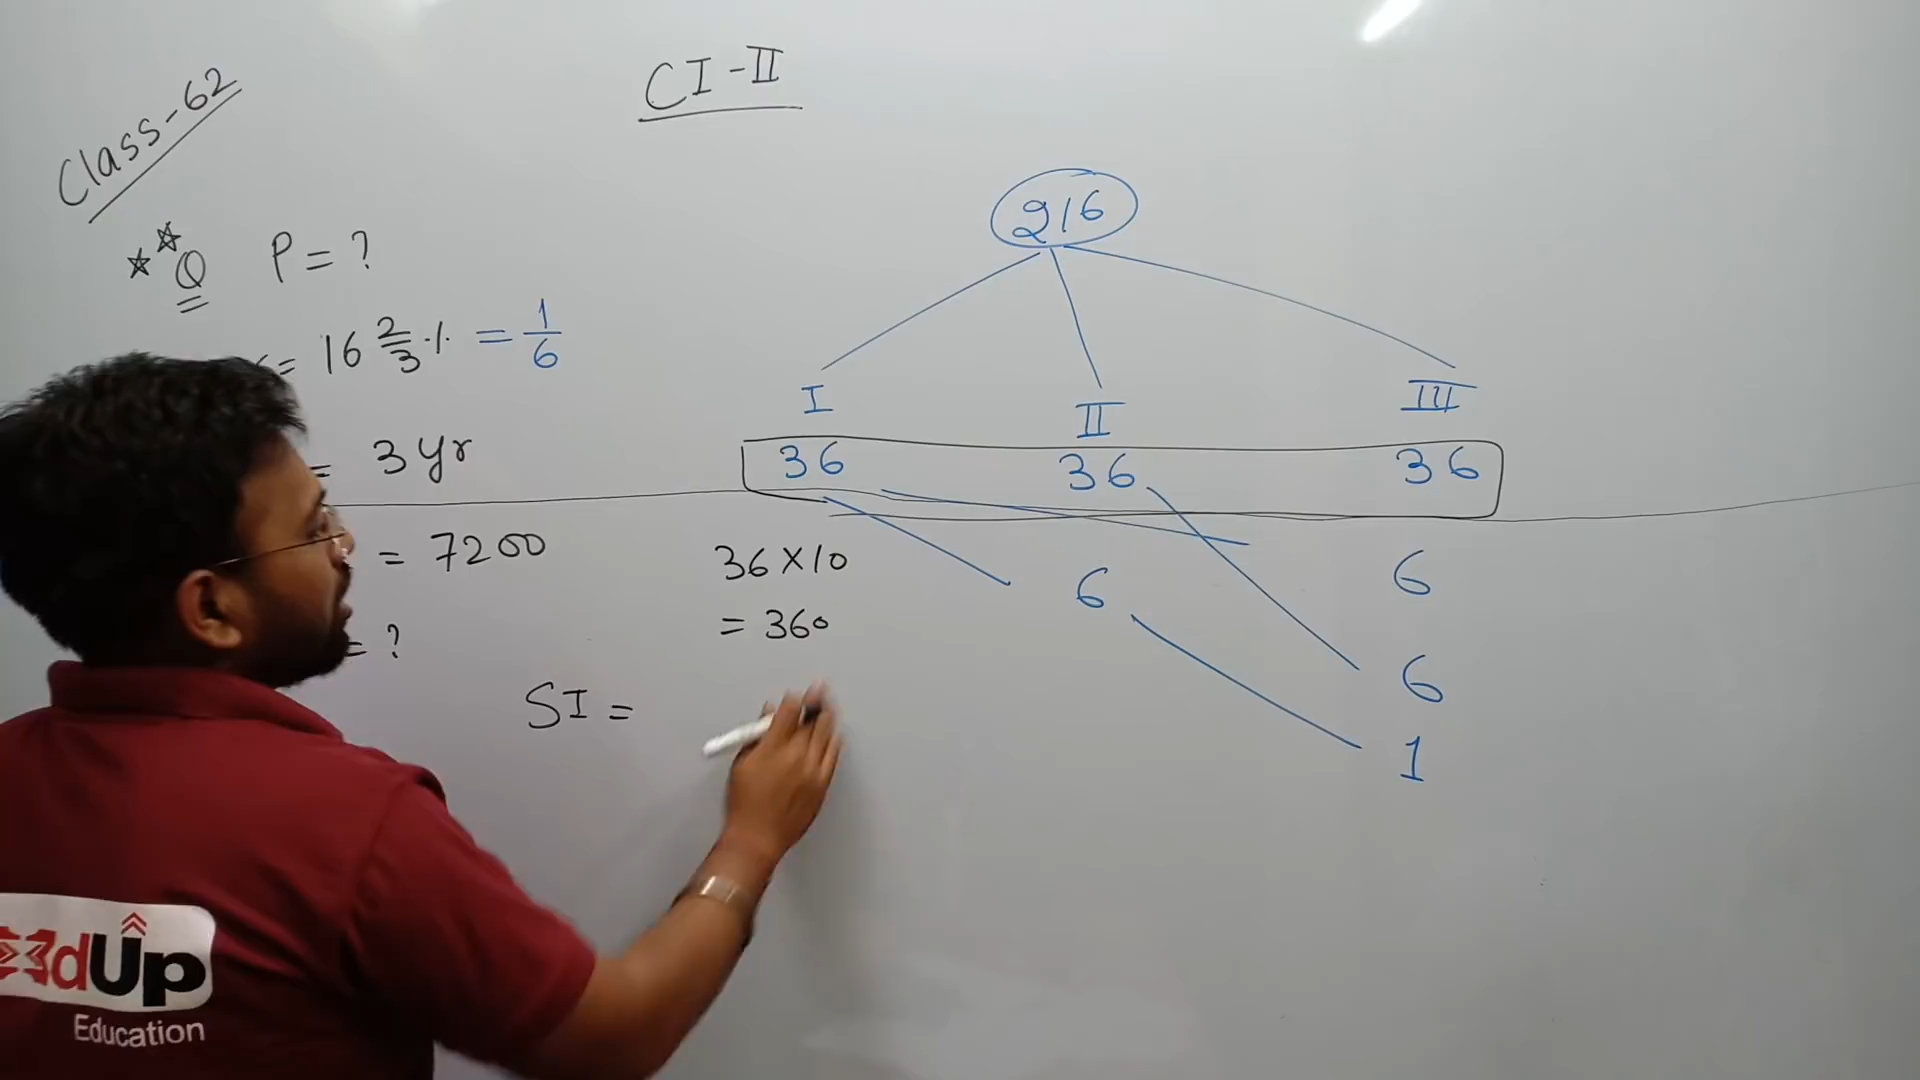 CI-II
Class-62
Q P = ?
= 16 2/3 % = 1/6
= 3 yr
= 7200
= ?
SI =
36 × 10
= 360
216
I II III
36 36 36
6 6
6
1
EdUp
Education